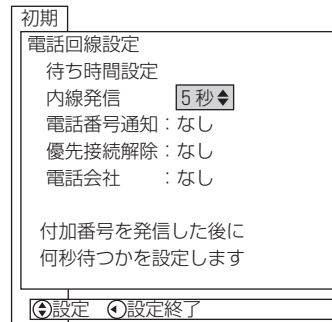 初期
電話回線設定
待ち時間設定
内線発信 5秒
電話番号通知:なし
優先接続解除:なし
電話会社 :なし
付加番号を発信した後に
何秒待つかを設定します
設定 設定終了